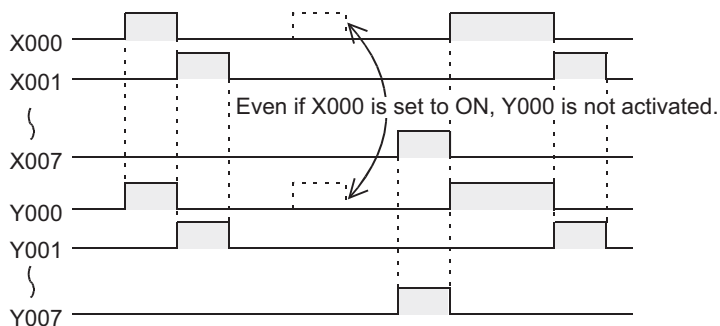 X000
X001
Even if X000 is set to ON, Y000 is not activated.
X007
Y000
Y001
Y007